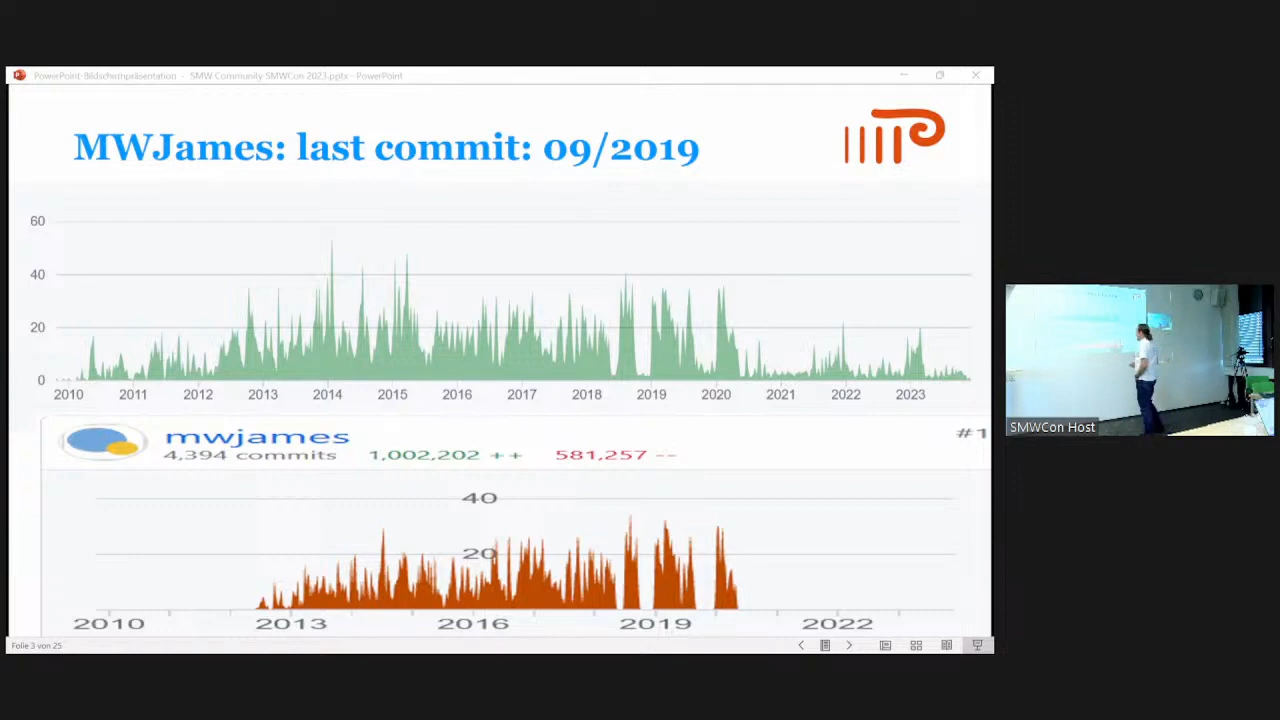 PowerPoint-Bildschirmpräsentation - SMW Community SMWCon 2023.pptx - PowerPoint
MWJames: last commit: 09/2019
60
40
20
0
2010 2011 2012 2013 2014 2015 2016 2017 2018 2019 2020 2021 2022 2023
mwjames
#1
4,394 commits 1,002,202 ++ 581,257 --
40
20
2010 2013 2016 2019 2022
Folie 3 von 25
SMWCon Host